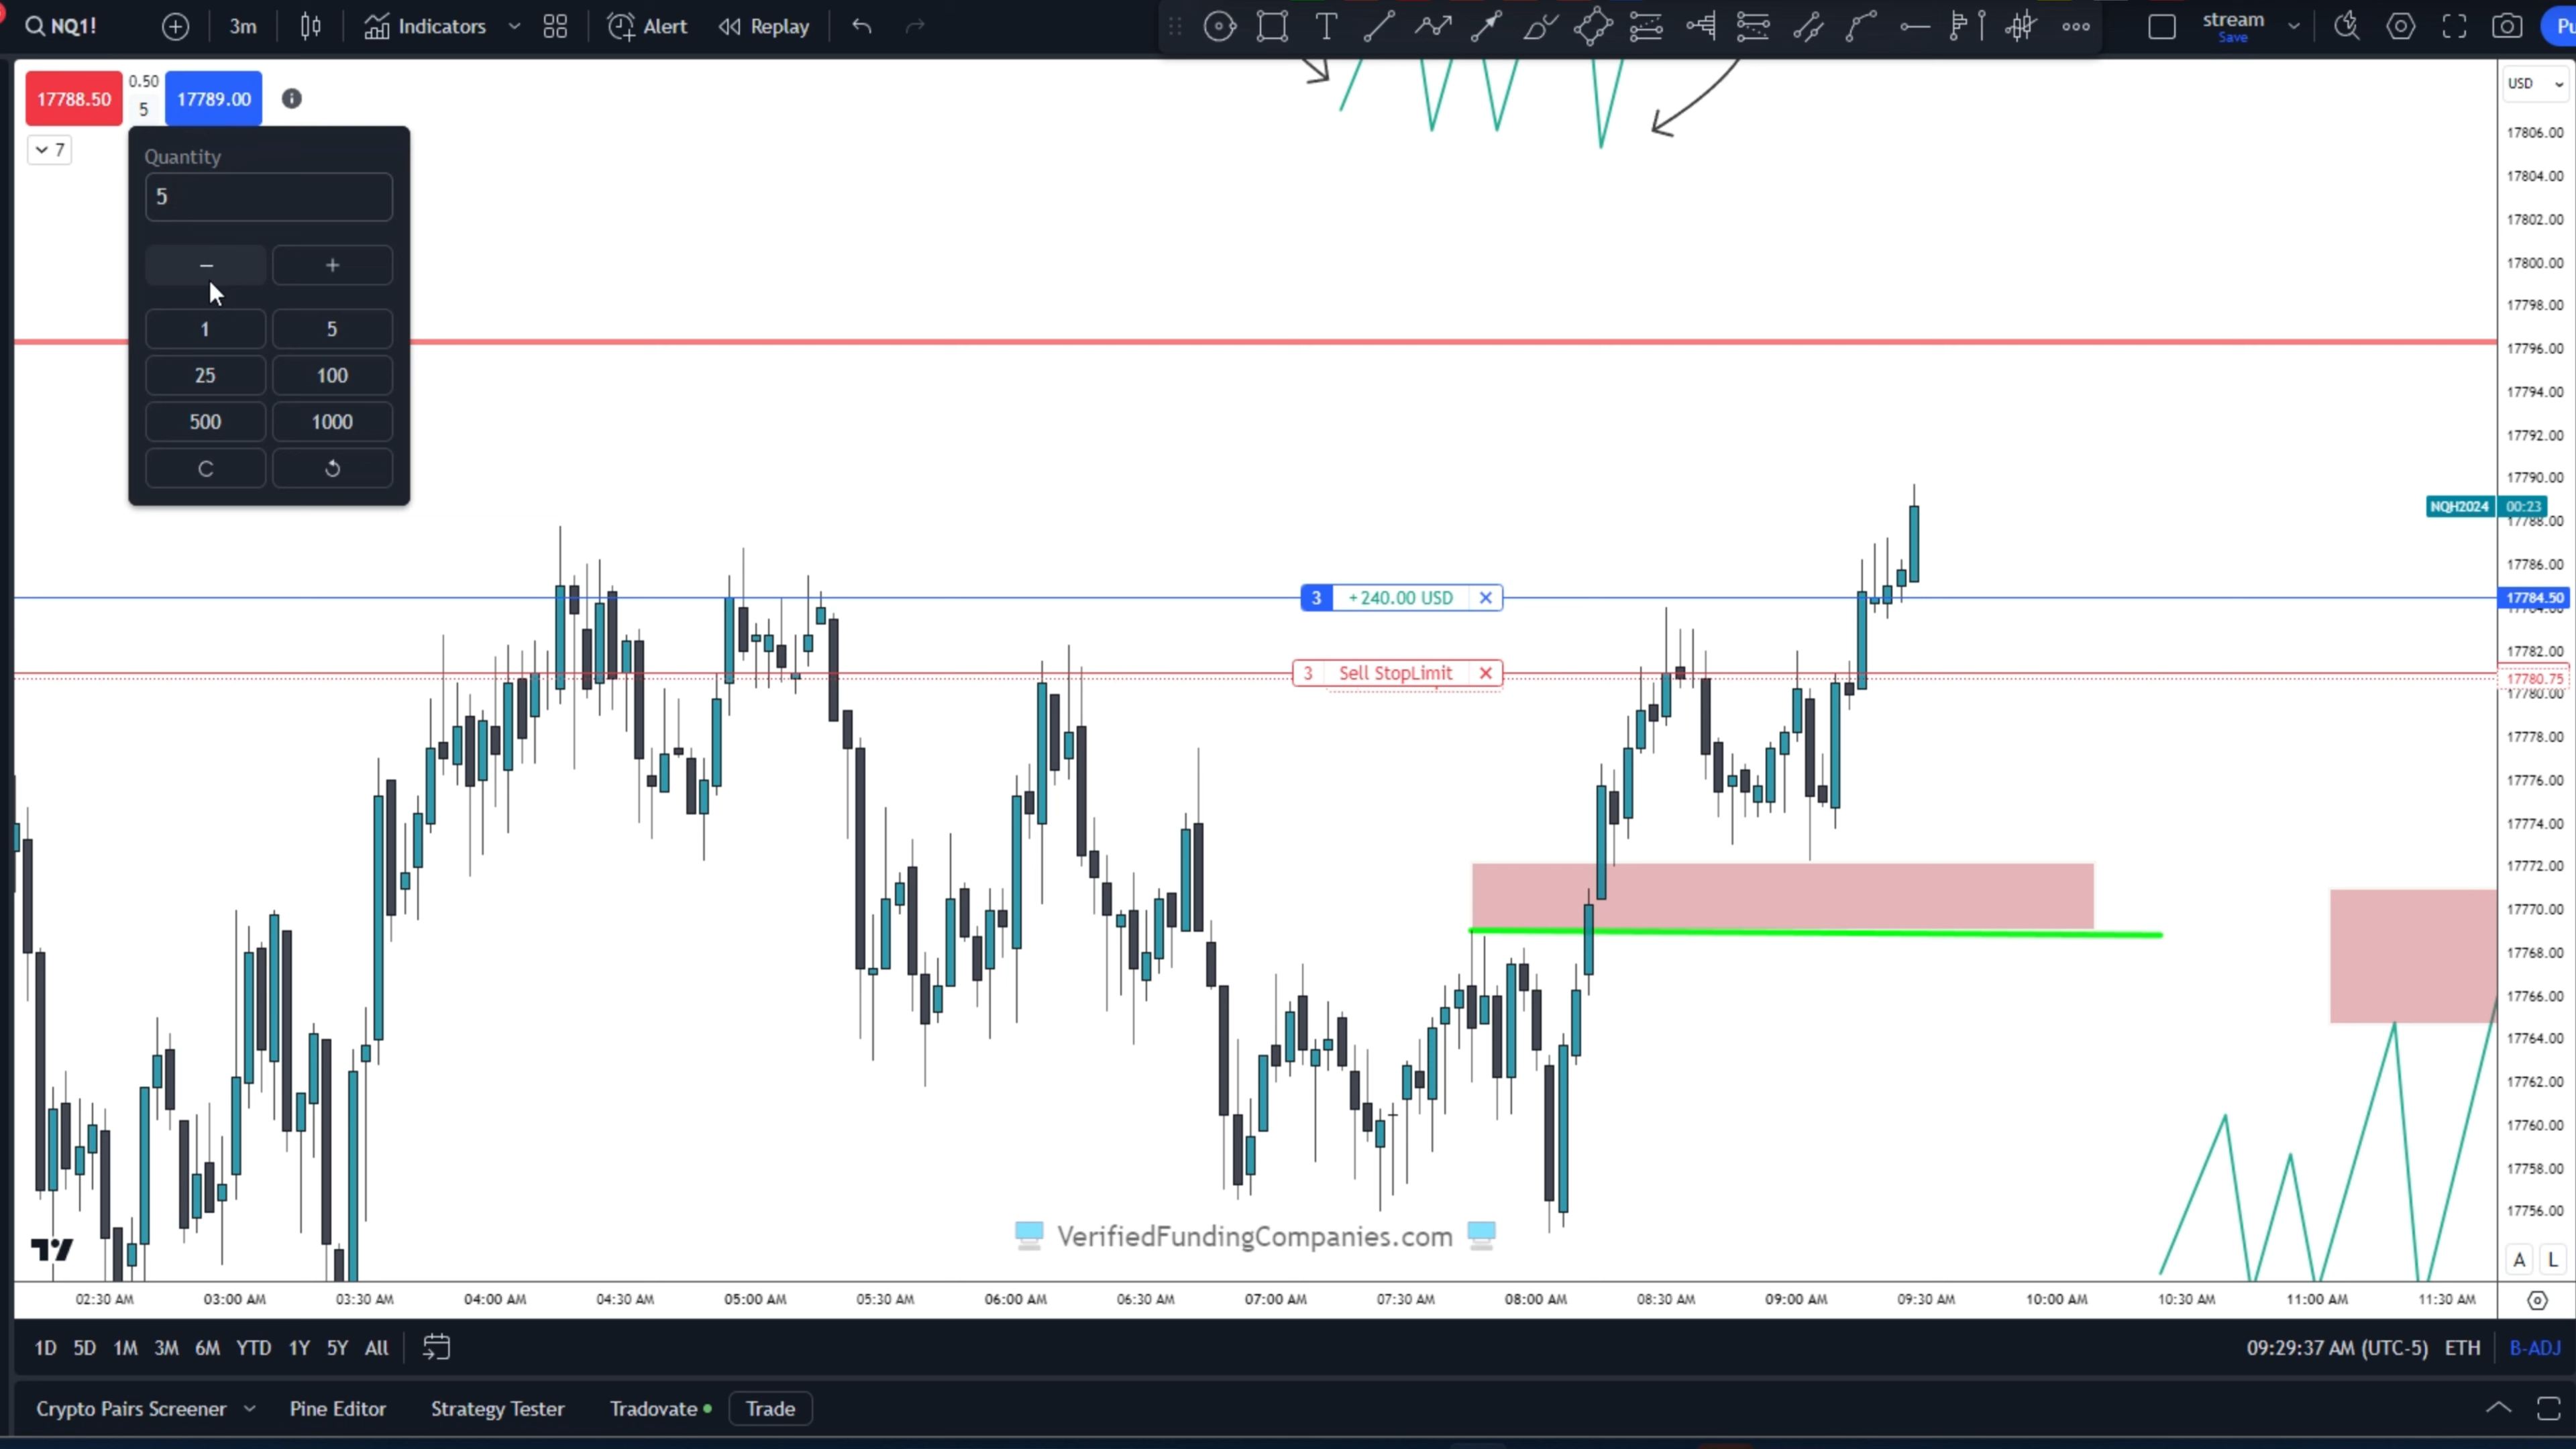 NQ1!
3m
Indicators
Alert
Replay
stream
Save
Pu
17788.50
0.50
5
17789.00
7
Quantity
5
−
+
1
5
25
100
500
1000
C
USD
17806.00
17804.00
17802.00
17800.00
17798.00
17796.00
17794.00
17792.00
17790.00
NQH2024
00:23
17788.00
17786.00
3
+240.00 USD
17784.50
17782.00
3
Sell StopLimit
17780.75
17780.00
17778.00
17776.00
17774.00
17772.00
17770.00
17768.00
17766.00
17764.00
17762.00
17760.00
17758.00
17756.00
VerifiedFundingCompanies.com
A
L
02:30 AM
03:00 AM
03:30 AM
04:00 AM
04:30 AM
05:00 AM
05:30 AM
06:00 AM
06:30 AM
07:00 AM
07:30 AM
08:00 AM
08:30 AM
09:00 AM
09:30 AM
10:00 AM
10:30 AM
11:00 AM
11:30 AM
1D 5D 1M 3M 6M YTD 1Y 5Y All
09:29:37 AM (UTC-5)
ETH
B-ADJ
Crypto Pairs Screener
Pine Editor
Strategy Tester
Tradovate
Trade